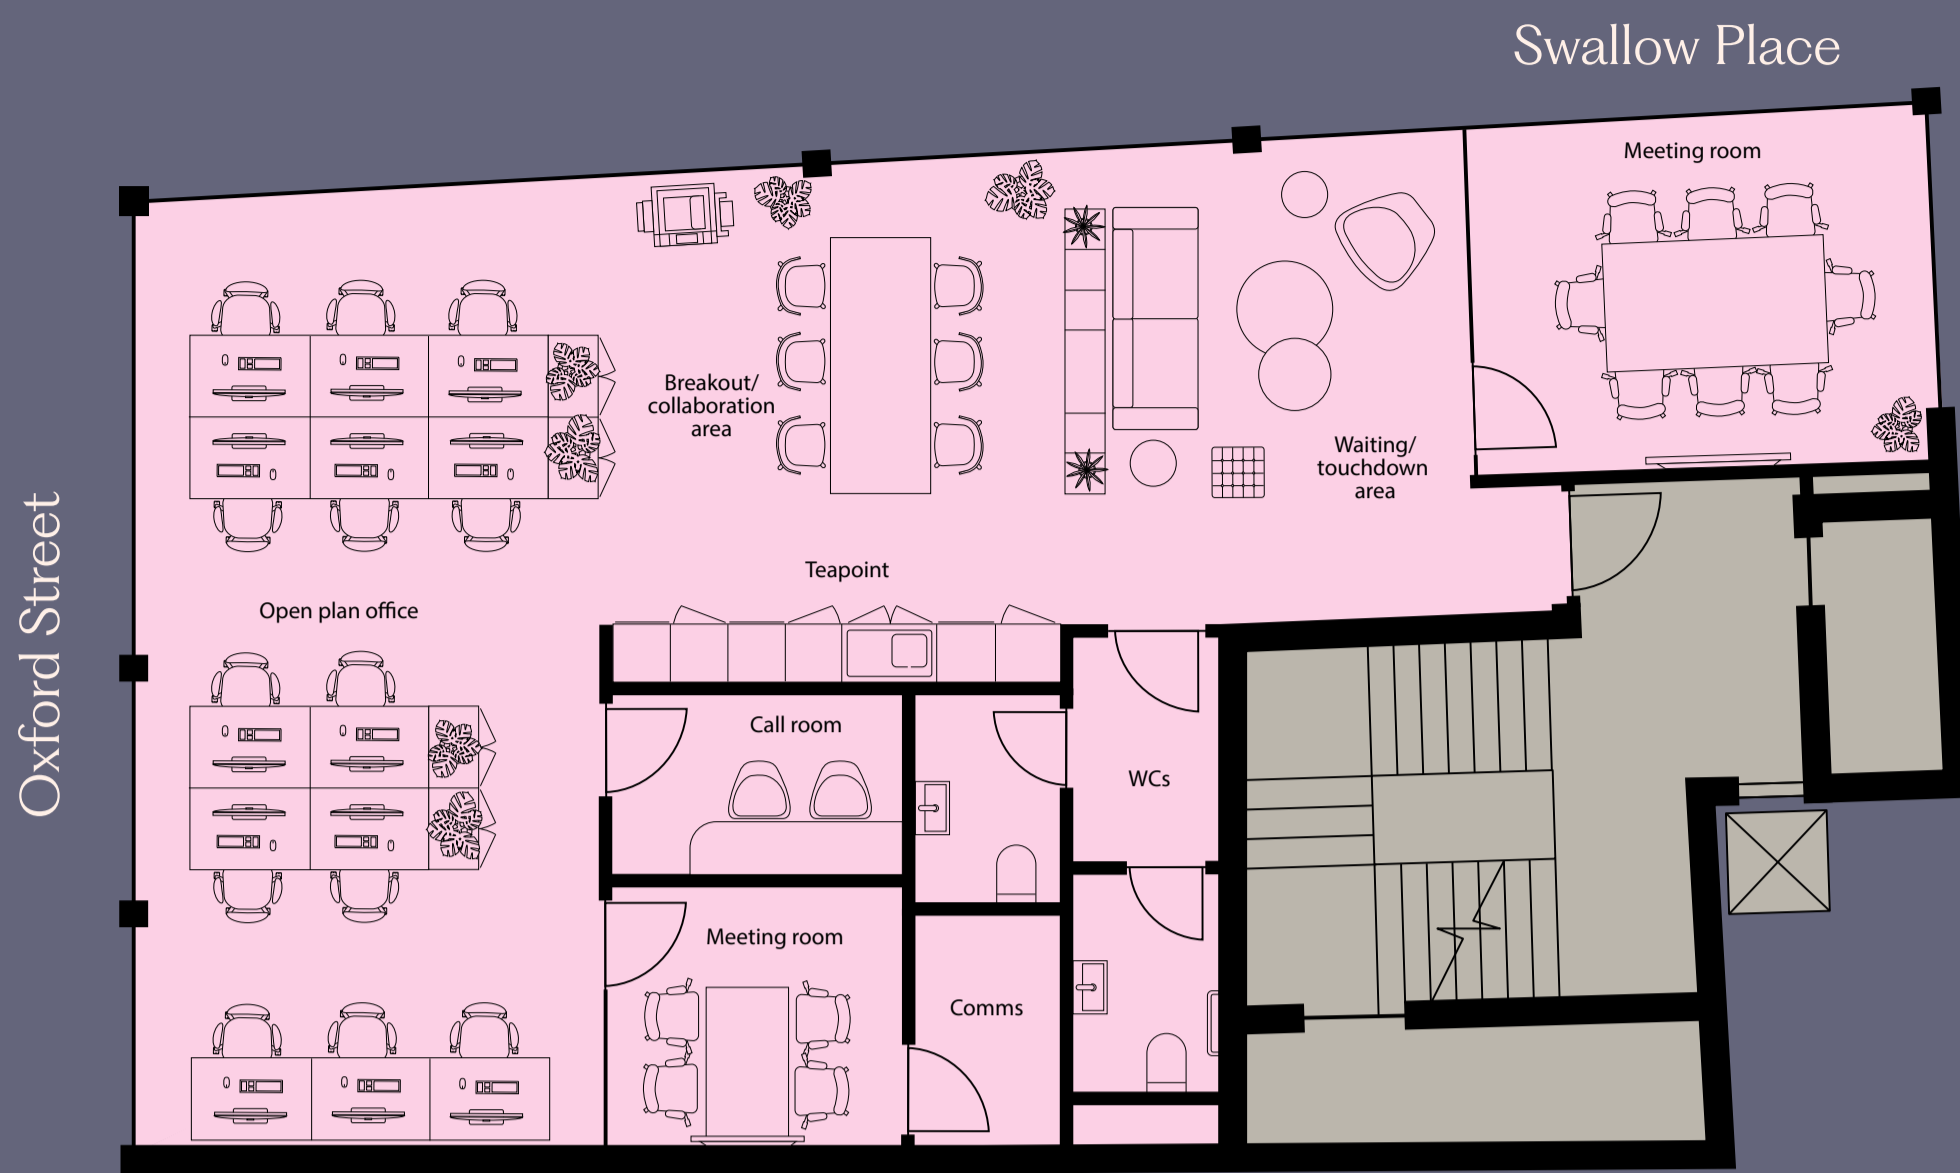 Swallow Place
Meeting room
Breakout/
collaboration
area
Waiting/
touchdown
area
Oxford Street
Teapoint
Open plan office
Call room
WCs
Meeting room
Comms